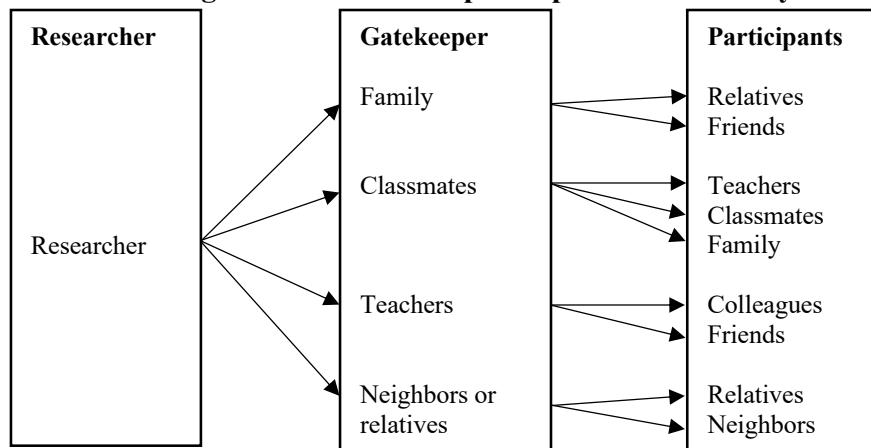 Researcher
Researcher
Gatekeeper
Family
Classmates
Teachers
Neighbors or
relatives
Participants
Relatives
Friends
Teachers
Classmates
Family
Colleagues
Friends
Relatives
Neighbors